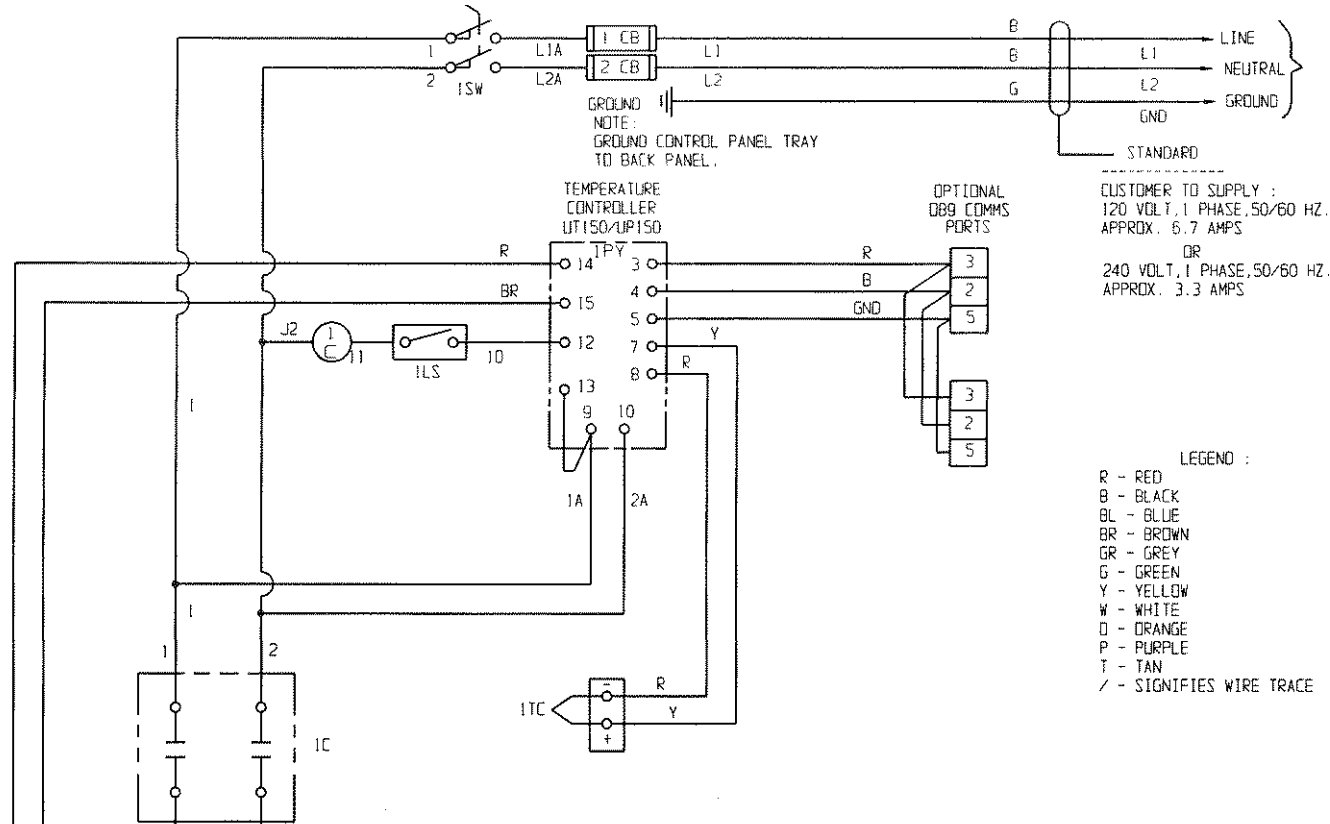 B
LINE
1
L1A
1 CB
L1
L1
B
NEUTRAL
2
1SW
L2A
2 CB
L2
L2
G
GROUND
GND
GROUND
NOTE:
GROUND CONTROL PANEL TRAY
TO BACK PANEL.
STANDARD
CUSTOMER TO SUPPLY :
120 VOLT,1 PHASE,50/60 HZ.
APPROX. 6.7 AMPS
OR
240 VOLT,1 PHASE,50/60 HZ.
APPROX. 3.3 AMPS
TEMPERATURE
CONTROLLER
UT150/UP150
1PY
OPTIONAL
DB9 COMMS
PORTS
R
14
3
R
3
BR
15
4
B
2
5
GND
5
J2
1
C
11
1LS
10
12
7
Y
8
R
13
9
10
3
2
5
1
1A
2A
LEGEND :
R - RED
B - BLACK
BL - BLUE
BR - BROWN
GR - GREY
G - GREEN
Y - YELLOW
W - WHITE
O - ORANGE
P - PURPLE
T - TAN
/ - SIGNIFIES WIRE TRACE
1
1
2
1C
1TC
-
R
Y
+